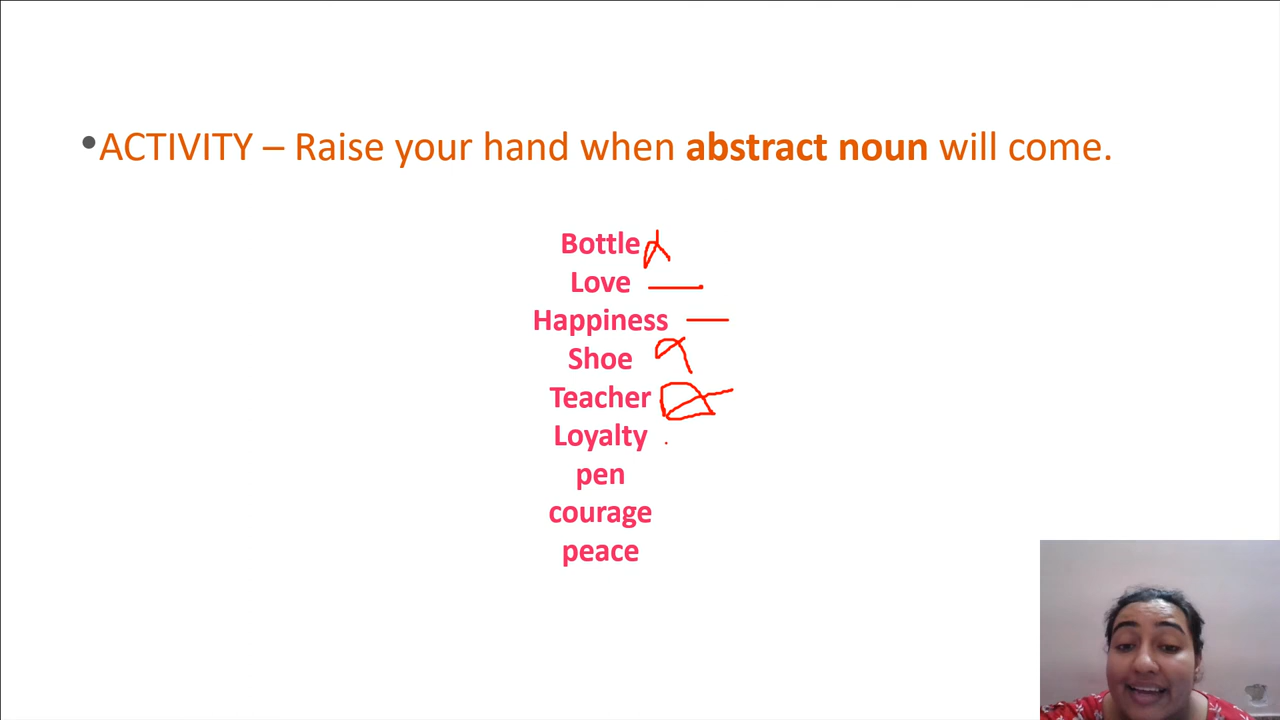 •ACTIVITY – Raise your hand when abstract noun will come.
Bottle
Love
Happiness
Shoe
Teacher
Loyalty
pen
courage
peace